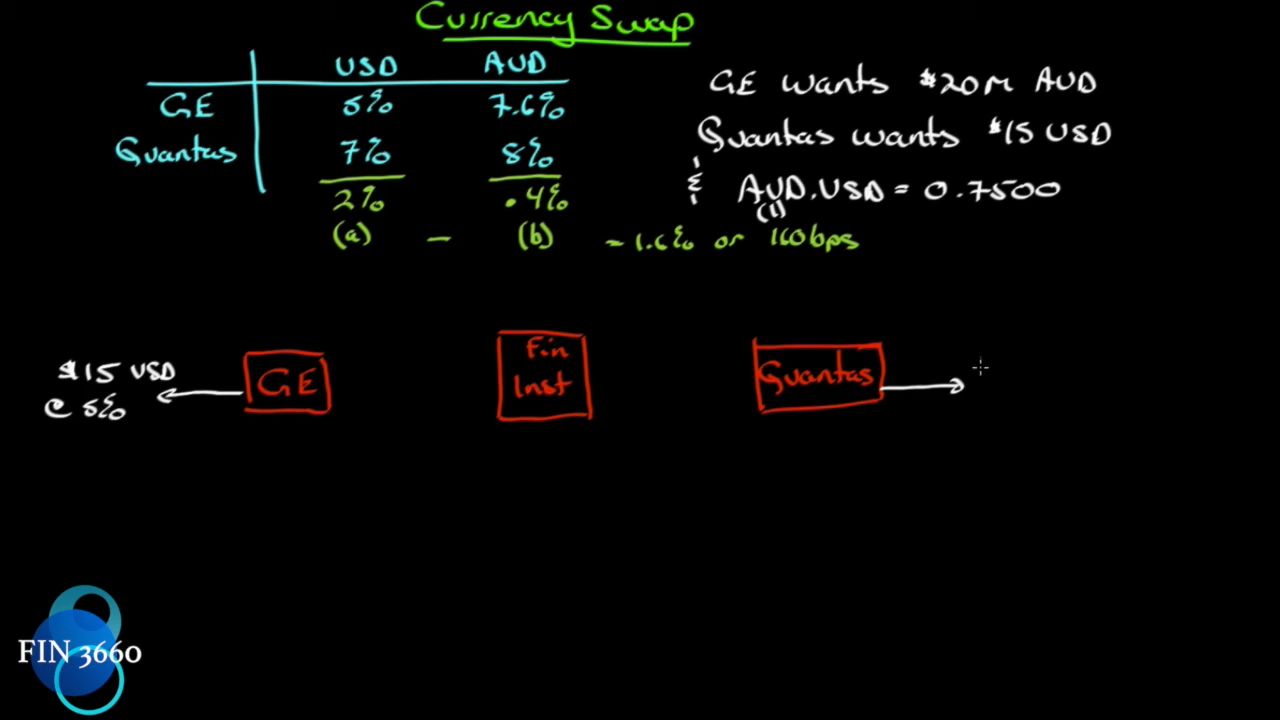 Currency Swap
USD AUD
GE 5% 7.6%
Quantas 7% 8%
2% .4%
(a) - (b) = 1.6% or 160bps
GE wants $20M AUD
Quantas wants $15 USD
& AUD.USD = 0.7500
(1)
$15 USD
@ 5%
GE
Fin
Inst
Quantas
FIN 3660